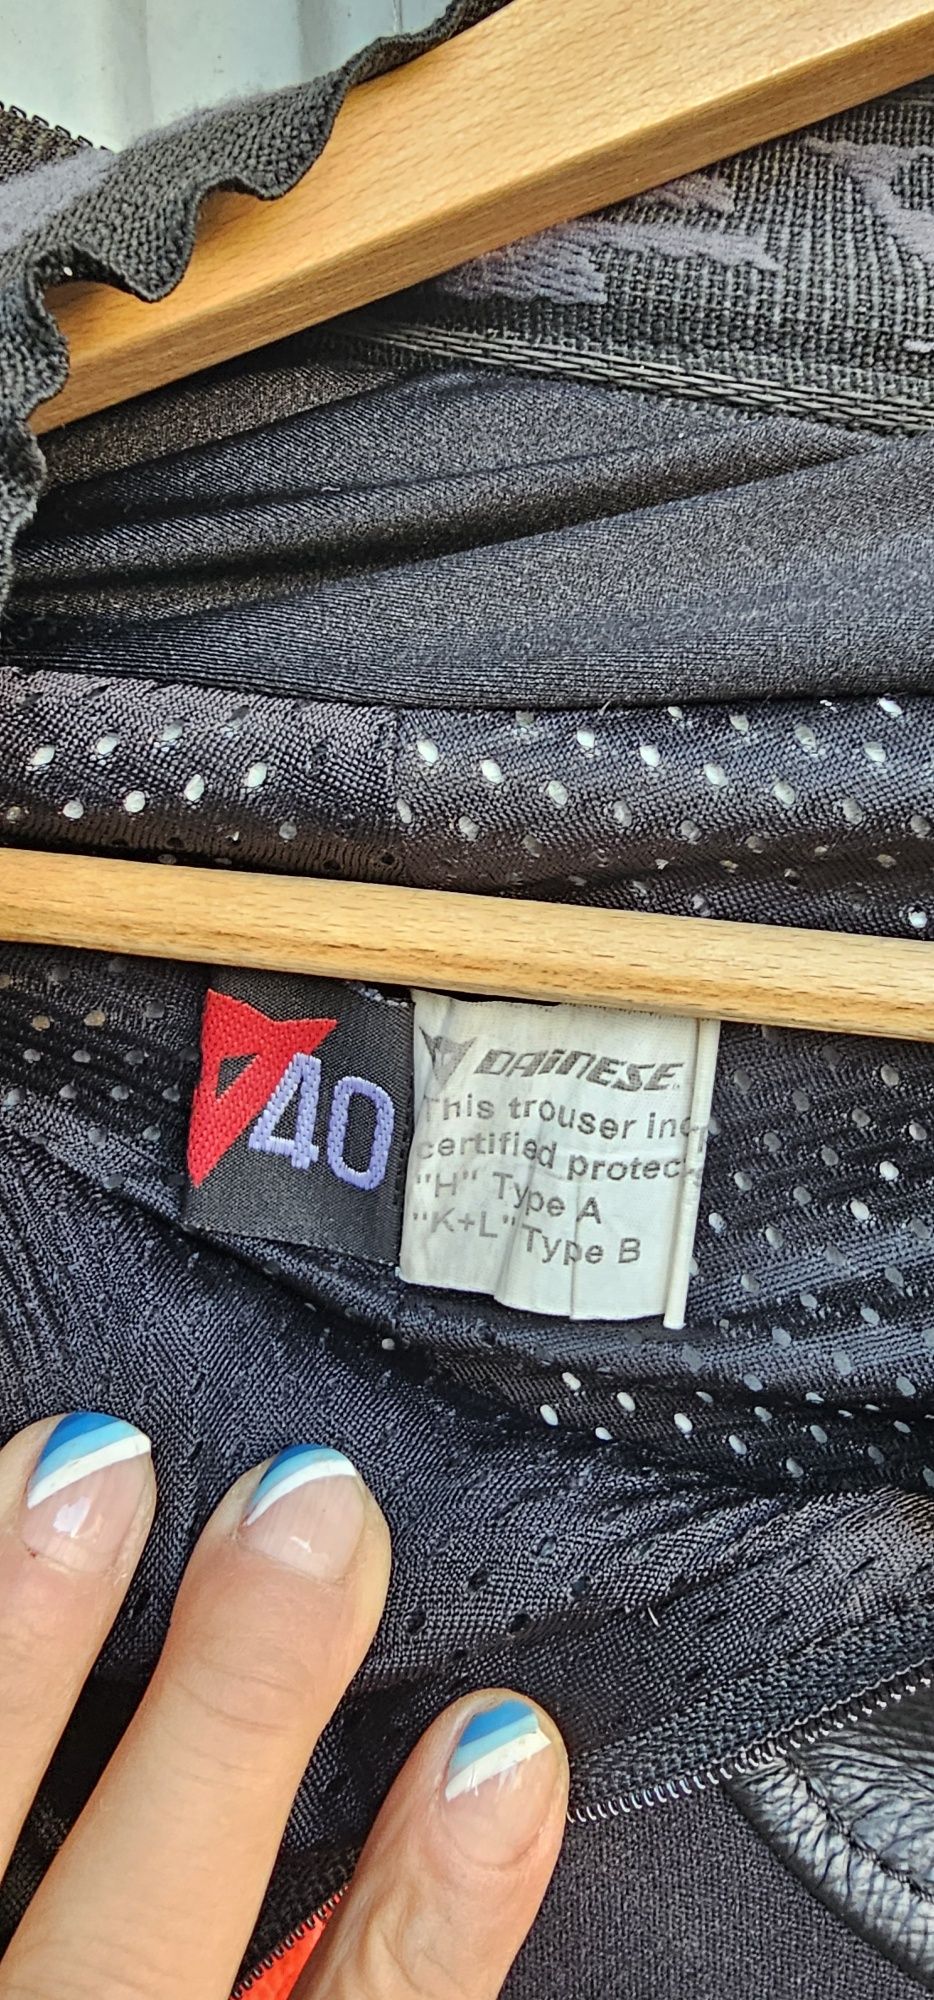 40
DAINESE
This trouser inc
certified protec
"H" Type A
"K+L" Type B